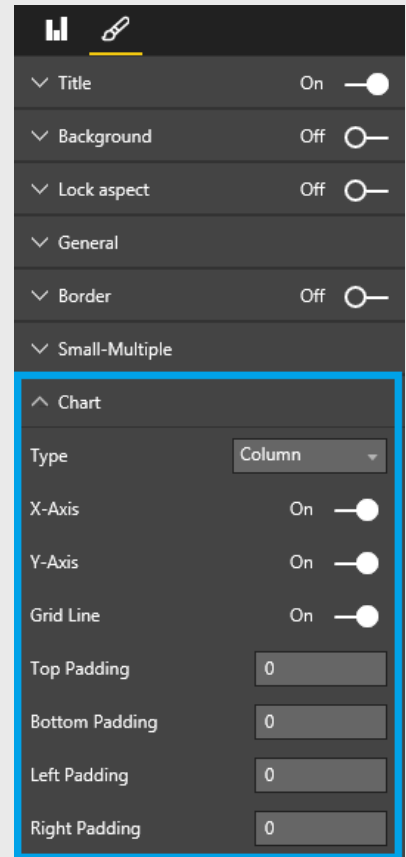 Title On
Background Off
Lock aspect Off
General
Border Off
Small-Multiple
Chart
Type Column
X-Axis On
Y-Axis On
Grid Line On
Top Padding 0
Bottom Padding 0
Left Padding 0
Right Padding 0